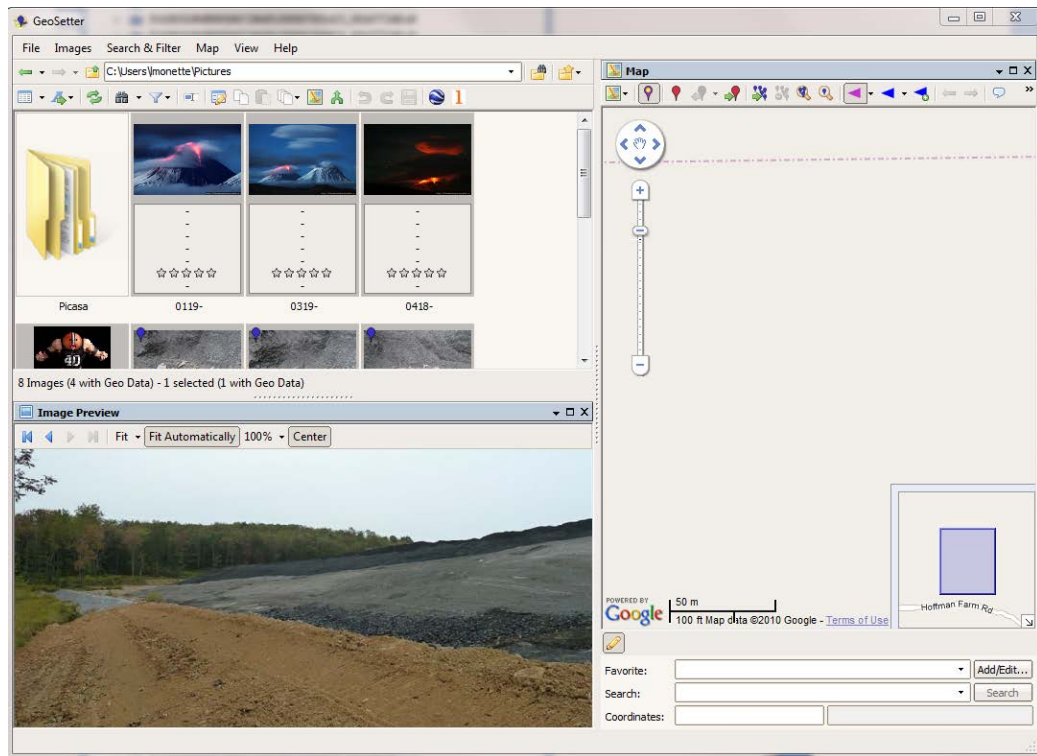 GeoSetter
File Images Search & Filter Map View Help
C:\Users\lmonette\Pictures
Picasa
0119-
0319-
0418-
40
8 Images (4 with Geo Data) - 1 selected (1 with Geo Data)
Image Preview
Fit Fit Automatically 100% Center
Map
POWERED BY
Google
50 m
100 ft Map data ©2010 Google - Terms of Use
Hoffman Farm Rd
Favorite: Add/Edit...
Search: Search
Coordinates: